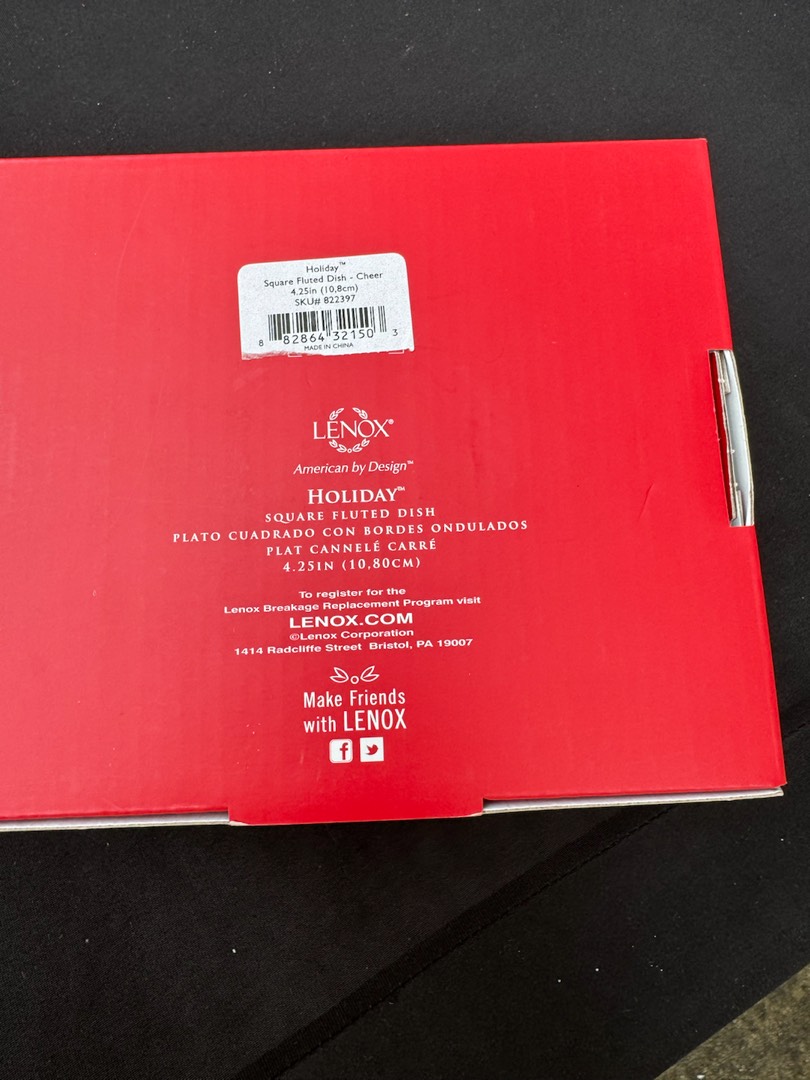 Holiday™
Square Fluted Dish - Cheer
4.25in (10,8cm)
SKU# 822397
8 82864 32150 3
MADE IN CHINA
LENOX®
American by Design™
HOLIDAY™
SQUARE FLUTED DISH
PLATO CUADRADO CON BORDES ONDULADOS
PLAT CANNELÉ CARRÉ
4.25IN (10,80CM)
To register for the
Lenox Breakage Replacement Program visit
LENOX.COM
©Lenox Corporation
1414 Radcliffe Street Bristol, PA 19007
Make Friends
with LENOX
f